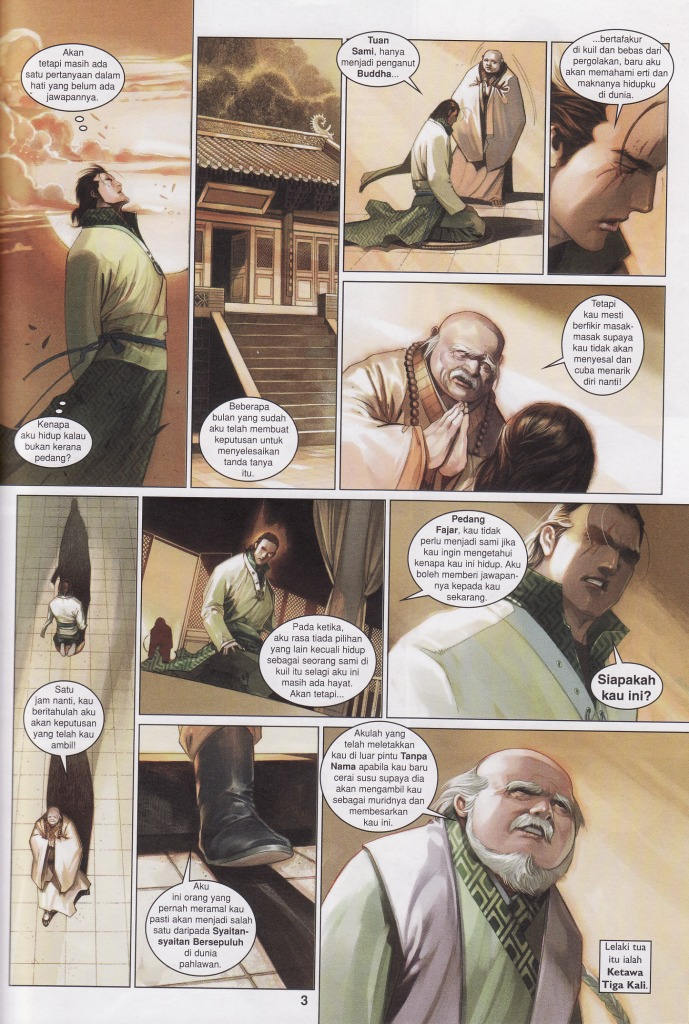 Akan
tetapi masih ada
satu pertanyaan dalam
hati yang belum ada
jawapannya.
Kenapa
aku hidup kalau
bukan kerana
pedang?
Beberapa
bulan yang sudah
aku telah membuat
keputusan untuk
menyelesaikan
tanda tanya
itu.
Tuan
Sami, hanya
menjadi penganut
Buddha...
...bertafakur
di kuil dan bebas dari
pergolakan, baru aku
akan memahami erti dan
maknanya hidupku
di dunia.
Tetapi
kau mesti
berfikir masak-
masak supaya
kau tidak akan
menyesal dan
cuba menarik
diri nanti!
Satu
jam nanti, kau
beritahulah aku
akan keputusan
yang telah kau
ambil!
Pada ketika,
aku rasa tiada pilihan
yang lain kecuali hidup
sebagai seorang sami di
kuil itu selagi aku ini
masih ada hayat.
Akan tetapi...
Pedang
Fajar, kau tidak
perlu menjadi sami jika
kau ingin mengetahui
kenapa kau ini hidup. Aku
boleh memberi jawapan-
nya kepada kau
sekarang.
Siapakah
kau ini?
Aku
ini orang yang
pernah meramal kau
pasti akan menjadi salah
satu daripada Syaitan-
syaitan Bersepuluh
di dunia
pahlawan.
Akulah yang
telah meletakkan
kau di luar pintu Tanpa
Nama apabila kau baru
cerai susu supaya dia
akan mengambil kau
sebagai muridnya dan
membesarkan
kau ini.
Lelaki tua
itu ialah
Ketawa
Tiga Kali.
3